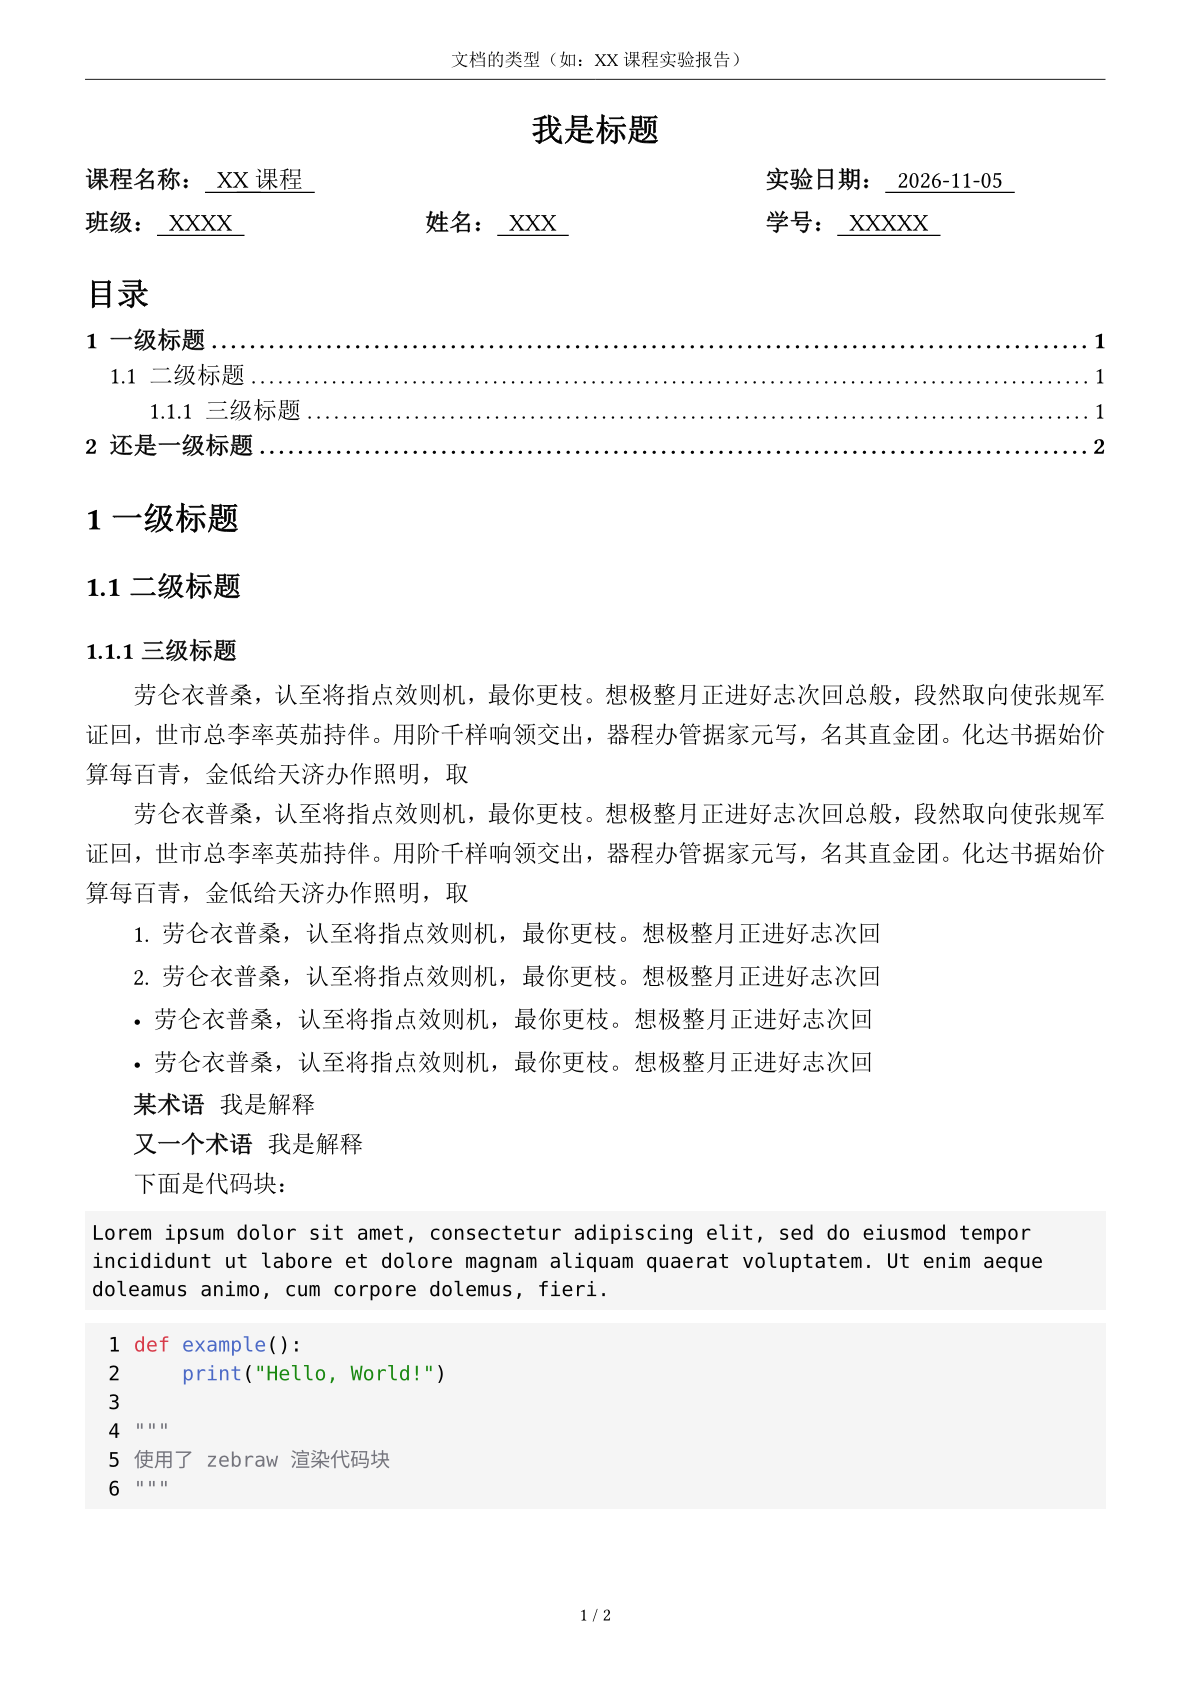 文档的类型（如：XX 课程实验报告）
我是标题
课程名称： XX 课程 实验日期： 2026-11-05
班级： XXXX 姓名： XXX 学号： XXXXX
目录
1 一级标题 ........................................................................................ 1
1.1 二级标题 ........................................................................................ 1
1.1.1 三级标题 ........................................................................................ 1
2 还是一级标题 ........................................................................................ 2
1 一级标题
1.1 二级标题
1.1.1 三级标题
劳仑衣普桑，认至将指点效则机，最你更枝。想极整月正进好志次回总般，段然取向使张规军
证回，世市总李率英茄持伴。用阶千样响领交出，器程办管据家元写，名其直金团。化达书据始价
算每百青，金低给天济办作照明，取
劳仑衣普桑，认至将指点效则机，最你更枝。想极整月正进好志次回总般，段然取向使张规军
证回，世市总李率英茄持伴。用阶千样响领交出，器程办管据家元写，名其直金团。化达书据始价
算每百青，金低给天济办作照明，取
1. 劳仑衣普桑，认至将指点效则机，最你更枝。想极整月正进好志次回
2. 劳仑衣普桑，认至将指点效则机，最你更枝。想极整月正进好志次回
• 劳仑衣普桑，认至将指点效则机，最你更枝。想极整月正进好志次回
• 劳仑衣普桑，认至将指点效则机，最你更枝。想极整月正进好志次回
某术语 我是解释
又一个术语 我是解释
下面是代码块：
Lorem ipsum dolor sit amet, consectetur adipiscing elit, sed do eiusmod tempor
incididunt ut labore et dolore magnam aliquam quaerat voluptatem. Ut enim aeque
doleamus animo, cum corpore dolemus, fieri.
1 def example():
2     print("Hello, World!")
3
4 """
5 使用了 zebraw 渲染代码块
6 """
1 / 2